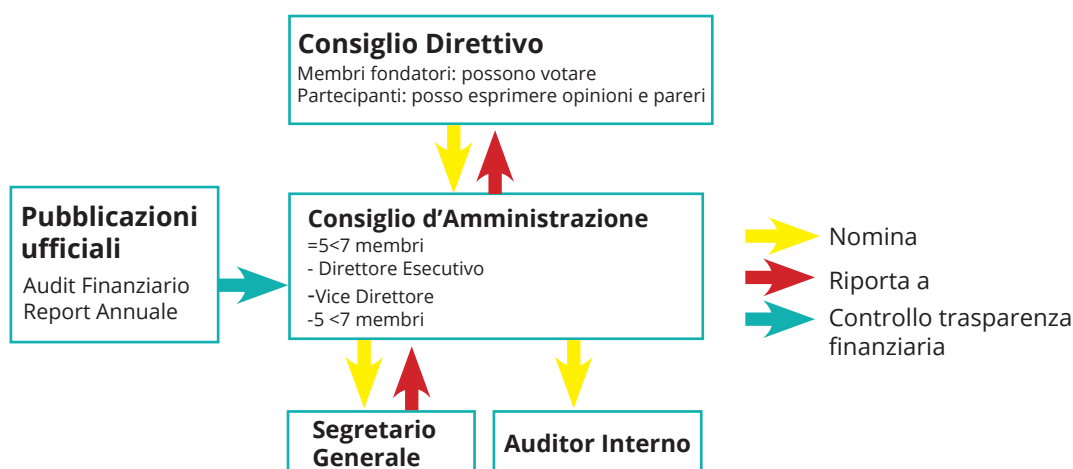 Consiglio Direttivo
Membri fondatori: possono votare
Partecipanti: posso esprimere opinioni e pareri
Pubblicazioni
ufficiali
Audit Finanziario
Report Annuale
Consiglio d'Amministrazione
=5<7 membri
- Direttore Esecutivo
-Vice Direttore
-5 <7 membri
Nomina
Riporta a
Controllo trasparenza
finanziaria
Segretario
Generale
Auditor Interno